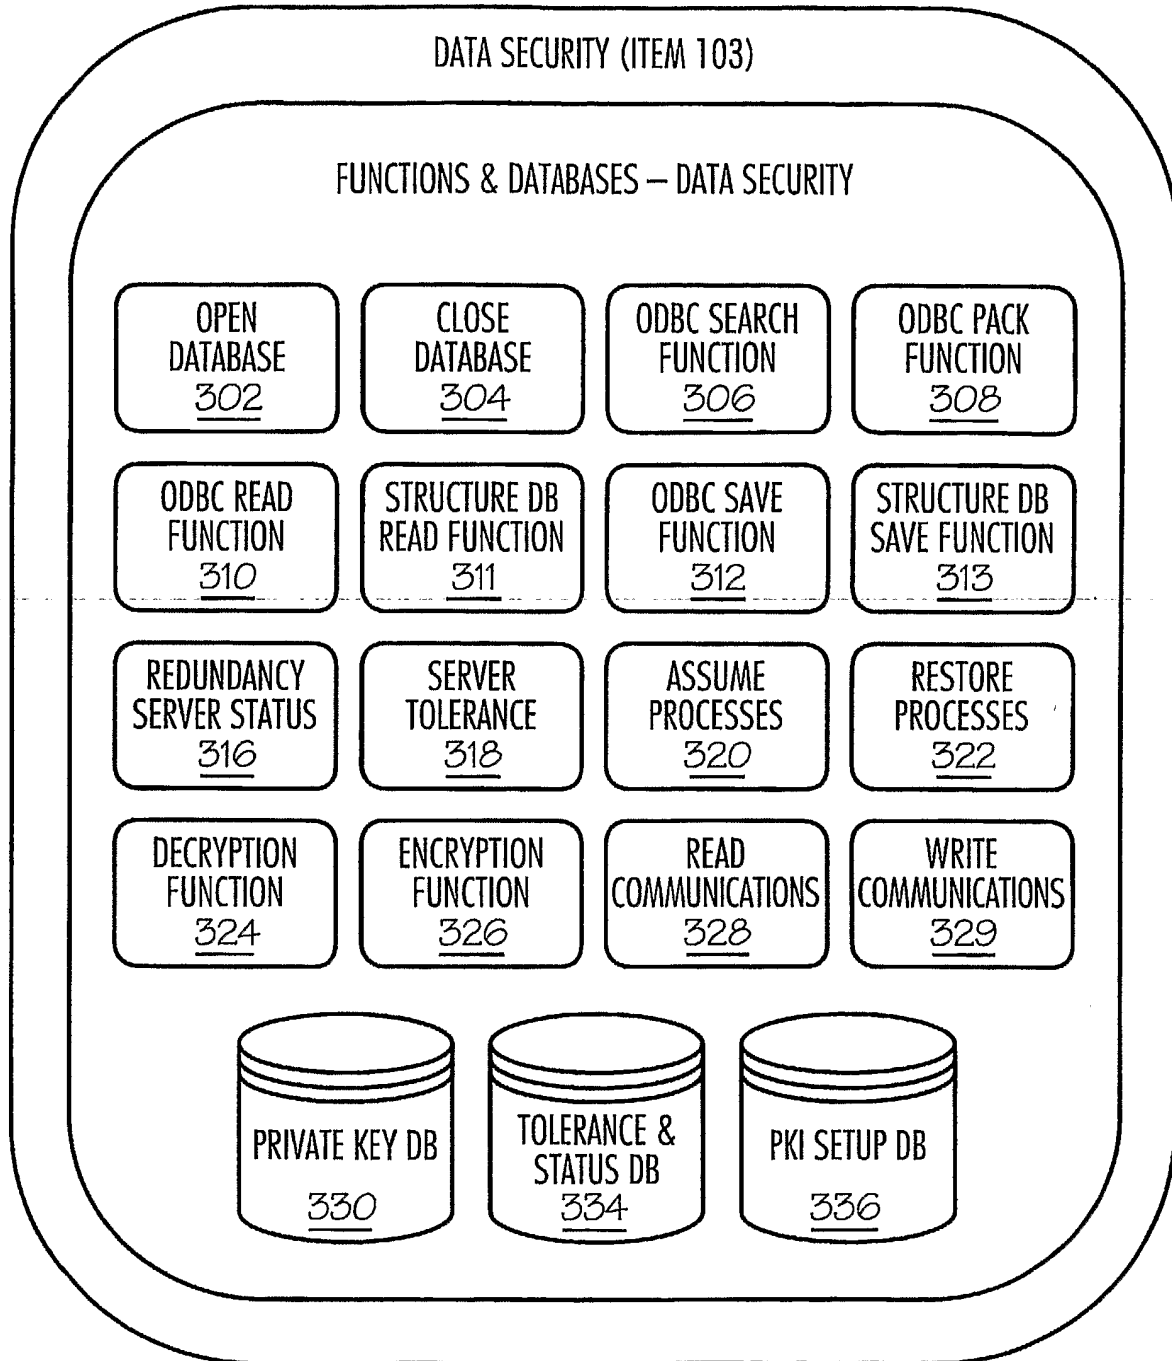 DATA SECURITY (ITEM 103)
FUNCTIONS & DATABASES – DATA SECURITY
OPEN
DATABASE
302
CLOSE
DATABASE
304
ODBC SEARCH
FUNCTION
306
ODBC PACK
FUNCTION
308
ODBC READ
FUNCTION
310
STRUCTURE DB
READ FUNCTION
311
ODBC SAVE
FUNCTION
312
STRUCTURE DB
SAVE FUNCTION
313
REDUNDANCY
SERVER STATUS
316
SERVER
TOLERANCE
318
ASSUME
PROCESSES
320
RESTORE
PROCESSES
322
DECRYPTION
FUNCTION
324
ENCRYPTION
FUNCTION
326
READ
COMMUNICATIONS
328
WRITE
COMMUNICATIONS
329
PRIVATE KEY DB
330
TOLERANCE &
STATUS DB
334
PKI SETUP DB
336